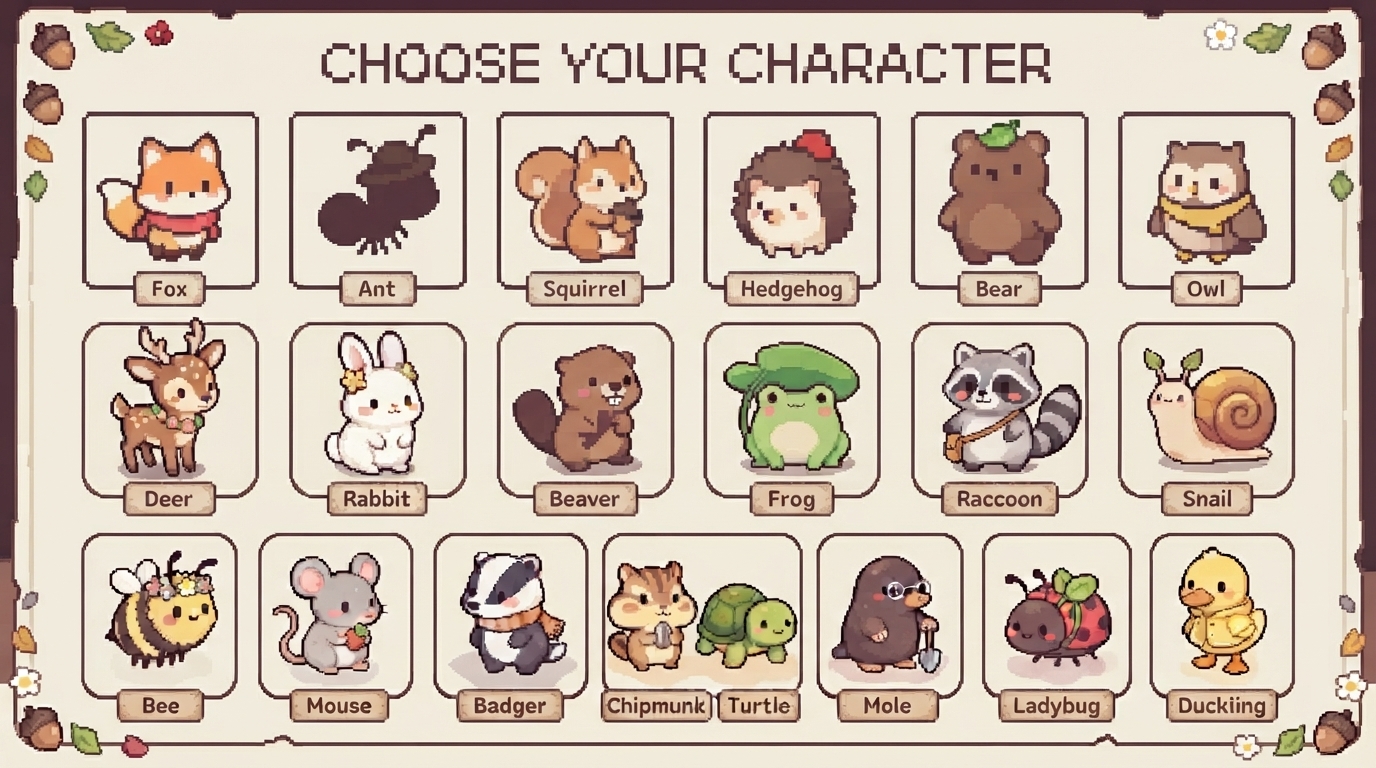 CHOOSE YOUR CHARACTER
Fox
Ant
Squirrel
Hedgehog
Bear
Owl
Deer
Rabbit
Beaver
Frog
Raccoon
Snail
Bee
Mouse
Badger
Chipmunk
Turtle
Mole
Ladybug
Duckiing